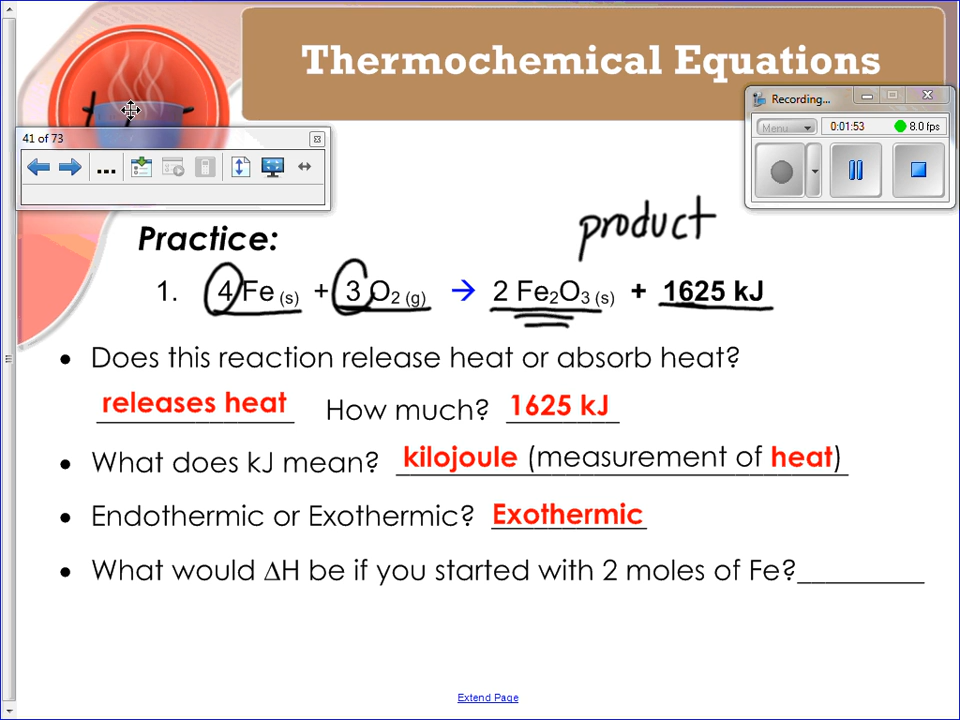 Thermochemical Equations
Recording...
Menu
0:01:53
8.0 fps
41 of 73
...
product
Practice:
1. 4 Fe (s) + 3 O₂ (g) → 2 Fe₂O₃ (s) + 1625 kJ
• Does this reaction release heat or absorb heat?
releases heat How much? 1625 kJ
• What does kJ mean? kilojoule (measurement of heat)
• Endothermic or Exothermic? Exothermic
• What would ΔH be if you started with 2 moles of Fe?_________
Extend Page